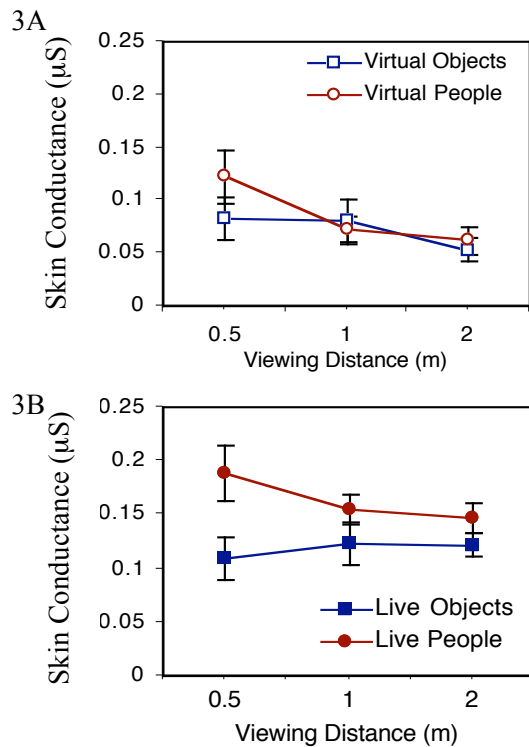 3A
0.25
0.2
0.15
0.1
0.05
0
Skin Conductance (µS)
Virtual Objects
Virtual People
0.5 1 2
Viewing Distance (m)
3B
0.25
0.2
0.15
0.1
0.05
0
Skin Conductance (µS)
Live Objects
Live People
0.5 1 2
Viewing Distance (m)